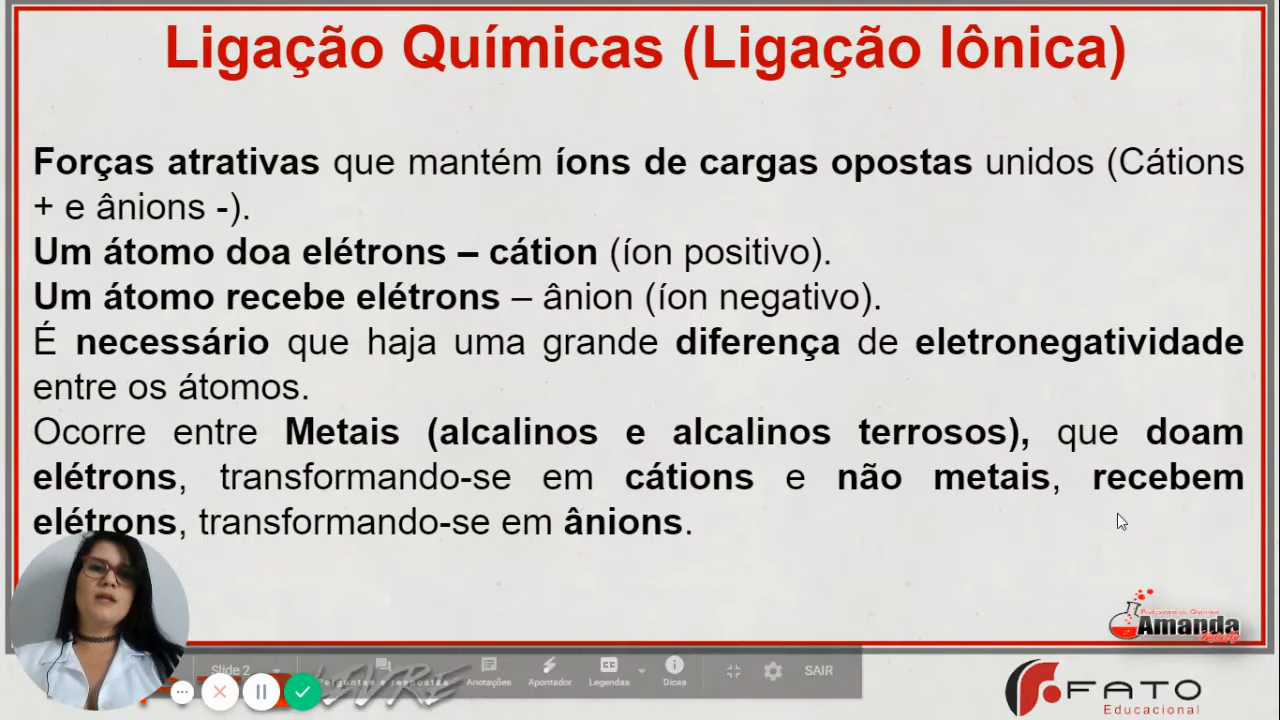 Ligação Químicas (Ligação Iônica)
Forças atrativas que mantém íons de cargas opostas unidos (Cátions
+ e ânions -).
Um átomo doa elétrons – cátion (íon positivo).
Um átomo recebe elétrons – ânion (íon negativo).
É necessário que haja uma grande diferença de eletronegatividade
entre os átomos.
Ocorre entre Metais (alcalinos e alcalinos terrosos), que doam
elétrons, transformando-se em cátions e não metais, recebem
elétrons, transformando-se em ânions.
Professora de Química
Amanda
Slide 2
Perguntas e respostas
Anotações
Apontador
Legendas
Dicas
SAIR
FATO
Educacional